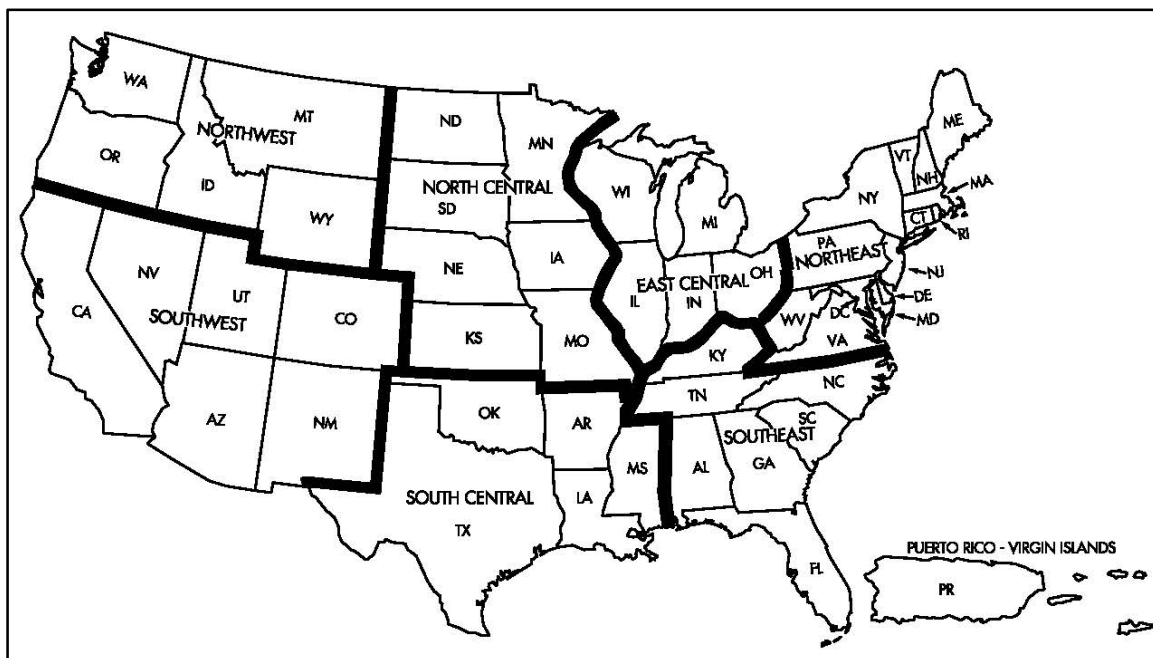 WA
MT
ND
MN
ME
NORTHWEST
VT
OR
NH
MA
ID
NORTH CENTRAL
WI
NY
SD
MI
CT
RI
WY
PA
NORTHEAST
NE
IA
OH
NJ
NV
EAST CENTRAL
UT
IL
IN
DE
CA
SOUTHWEST
CO
WV
DC
MD
KS
MO
VA
KY
TN
NC
AZ
NM
OK
AR
SC
SOUTHEAST
MS
AL
GA
SOUTH CENTRAL
LA
TX
PUERTO RICO - VIRGIN ISLANDS
FL
PR